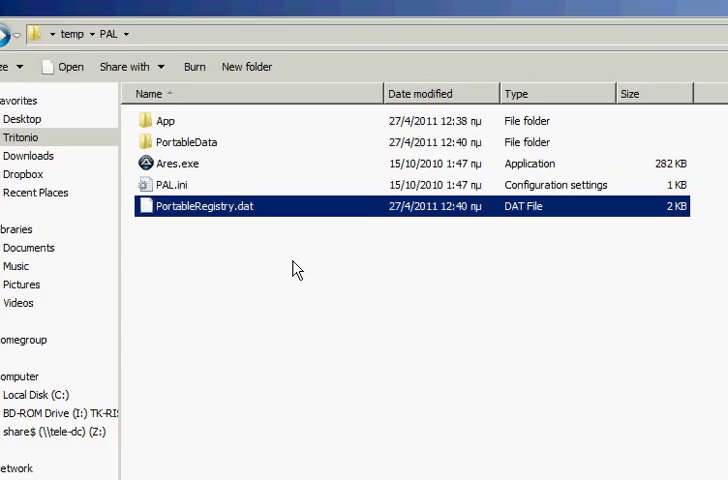 temp PAL
ze Open Share with Burn New folder
avorites
Desktop
Tritonio
Downloads
Dropbox
Recent Places
ibraries
Documents
Music
Pictures
Videos
omegroup
omputer
Local Disk (C:)
BD-ROM Drive (I:) TK-RIS
share$ (\\tele-dc) (Z:)
etwork
Name Date modified Type Size
App 27/4/2011 12:38 πμ File folder
PortableData 27/4/2011 12:40 πμ File folder
Ares.exe 15/10/2010 1:47 πμ Application 282 KB
PAL.ini 15/10/2010 1:47 πμ Configuration settings 1 KB
PortableRegistry.dat 27/4/2011 12:40 πμ DAT File 2 KB